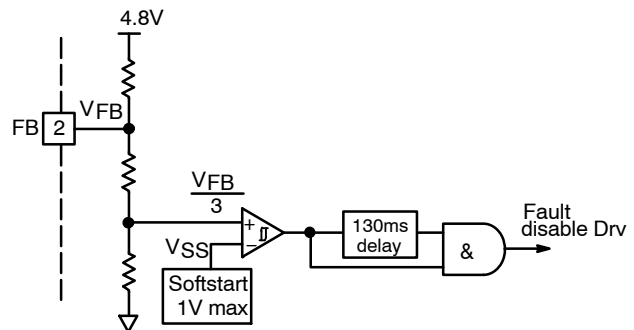 4.8V
VFB
FB 2
VFB
3
+
−
VSS
Softstart
1V max
130ms
delay
&
Fault
disable Drv